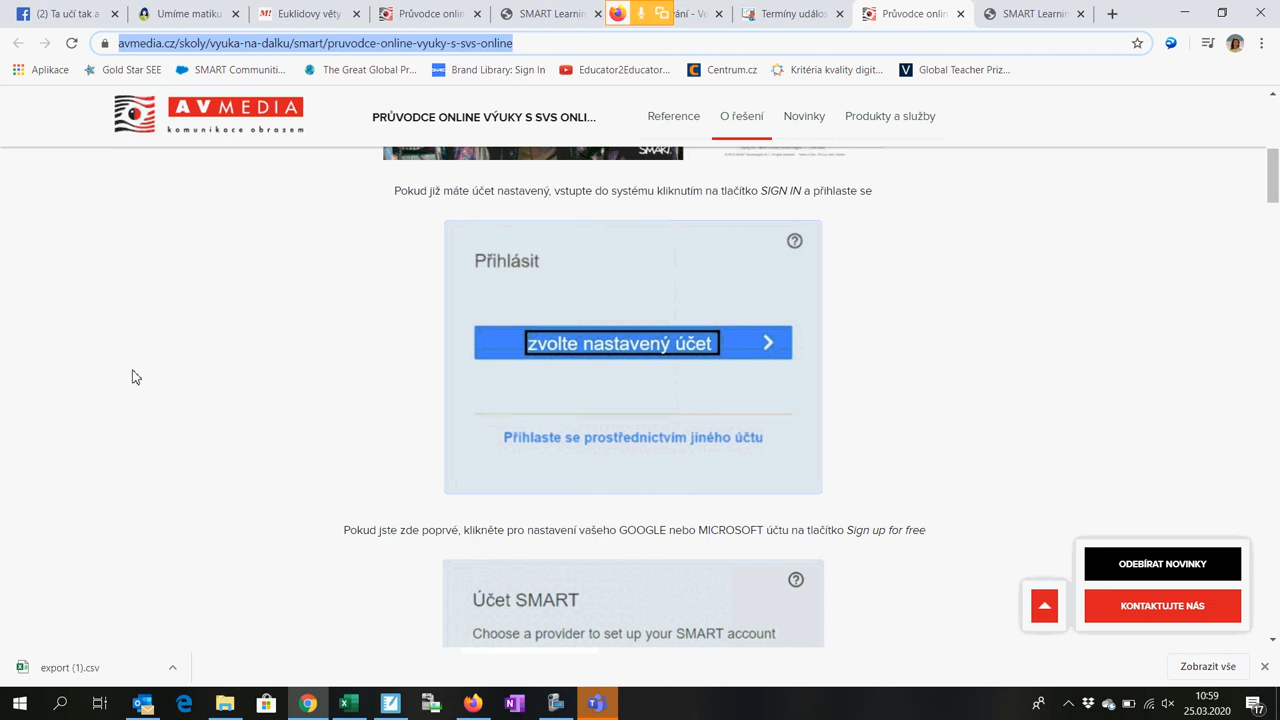 (2) Ta učí tak a
Umíme matiku
Euklidovy vět
Průvodce onlin
SMART Learnin
ání - Ve
Termíny událos
Průvodce onlin
SMART Learnin
avmedia.cz/skoly/vyuka-na-dalku/smart/pruvodce-online-vyuky-s-svs-online
Aplikace
Gold Star SEE
SMART Communiti...
The Great Global Pr...
Brand Library: Sign In
Educator2Educator...
Centrum.cz
Kritéria kvality digit...
Global Teacher Priz...
AV MEDIA
komunikace obrazem
PRŮVODCE ONLINE VÝUKY S SVS ONLI...
Reference
O řešení
Novinky
Produkty a služby
SMART
Pokud již máte účet nastavený, vstupte do systému kliknutím na tlačítko SIGN IN a přihlaste se
Přihlásit
zvolte nastavený účet
Přihlaste se prostřednictvím jiného účtu
Pokud jste zde poprvé, klikněte pro nastavení vašeho GOOGLE nebo MICROSOFT účtu na tlačítko Sign up for free
Účet SMART
Choose a provider to set up your SMART account
ODEBÍRAT NOVINKY
KONTAKTUJTE NÁS
export (1).csv
Zobrazit vše
10:59
25.03.2020
17